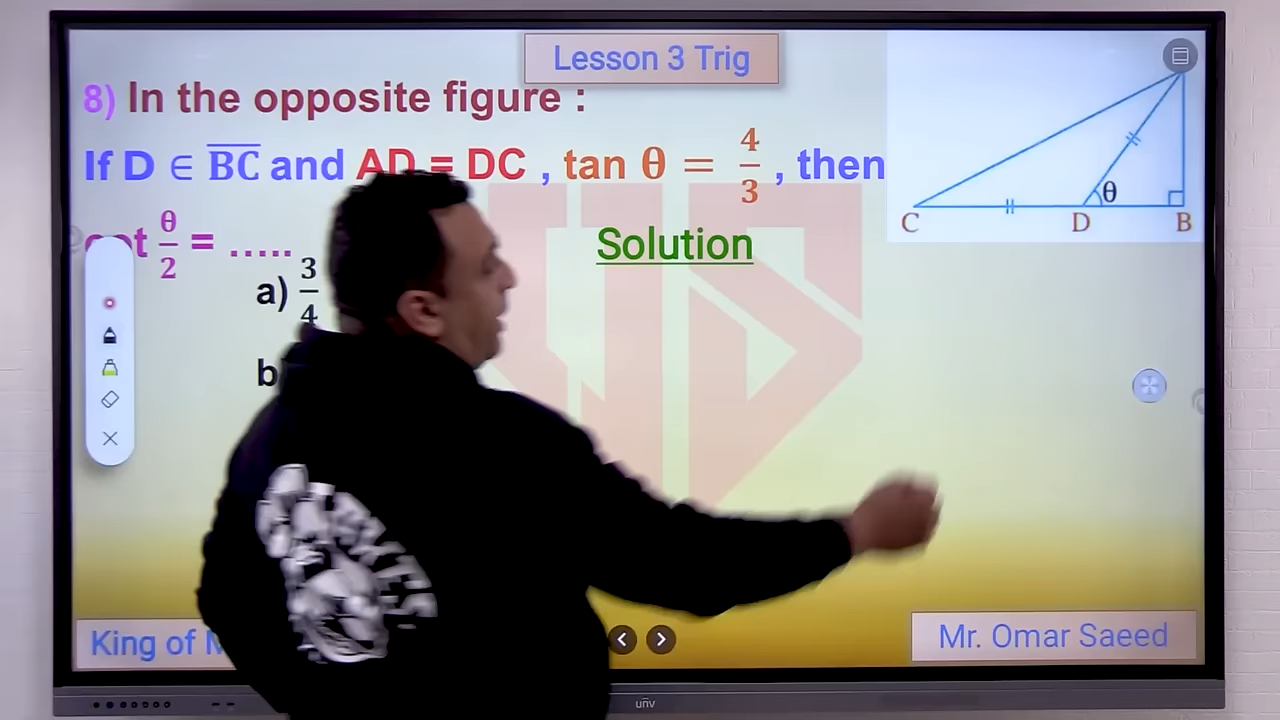 Lesson 3 Trig
8) In the opposite figure :
If D ∈ BC and AD = DC , tan θ = 4/3 , then
θ/2 = .....
Solution
a) 3/4
b
θ
C D B
King of
Mr. Omar Saeed
unv